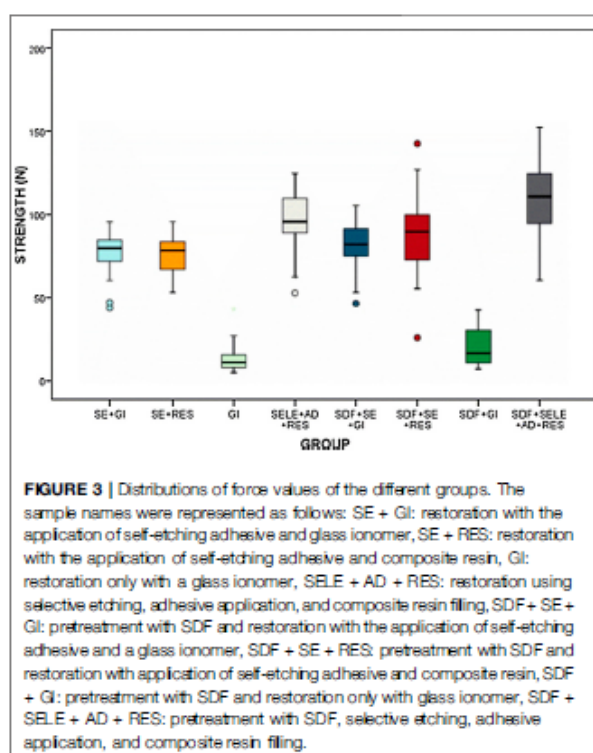 200
150
100
50
0
STRENGTH (N)
SE+GI SE+RES GI SELE+AD +RES SDF+SE +GI SDF+SE +RES SDF+GI SDF+SELE +AD+RES
GROUP
FIGURE 3 | Distributions of force values of the different groups. The
sample names were represented as follows: SE + GI: restoration with the
application of self-etching adhesive and glass ionomer, SE + RES: restoration
with the application of self-etching adhesive and composite resin, GI:
restoration only with a glass ionomer, SELE + AD + RES: restoration using
selective etching, adhesive application, and composite resin filling, SDF + SE +
GI: pretreatment with SDF and restoration with the application of self-etching
adhesive and a glass ionomer, SDF + SE + RES: pretreatment with SDF and
restoration with application of self-etching adhesive and composite resin, SDF
+ GI: pretreatment with SDF and restoration only with glass ionomer, SDF +
SELE + AD + RES: pretreatment with SDF, selective etching, adhesive
application, and composite resin filling.